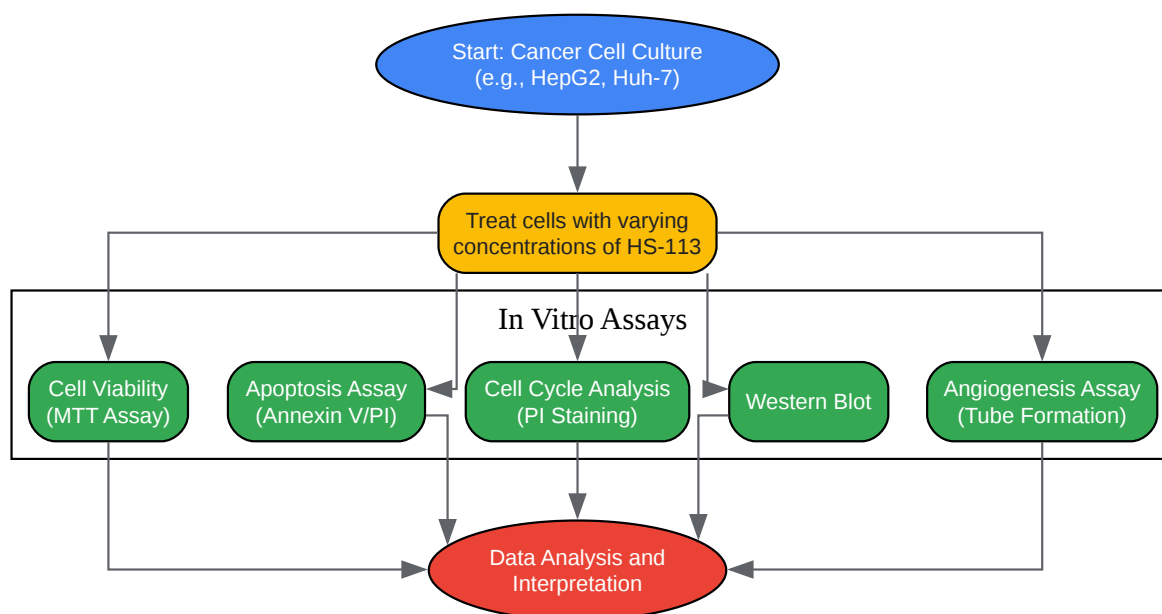 Start: Cancer Cell Culture
(e.g., HepG2, Huh-7)
Treat cells with varying
concentrations of HS-113
In Vitro Assays
Cell Viability
(MTT Assay)
Apoptosis Assay
(Annexin V/PI)
Cell Cycle Analysis
(PI Staining)
Western Blot
Angiogenesis Assay
(Tube Formation)
Data Analysis and
Interpretation